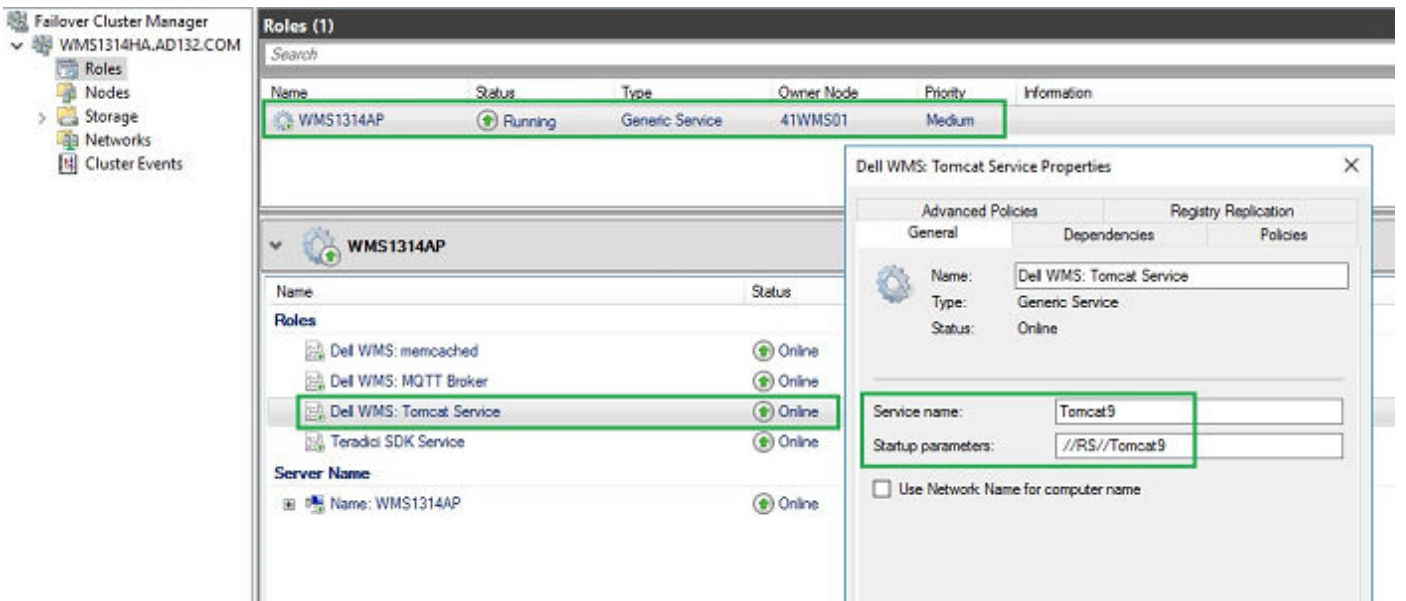 Failover Cluster Manager
WMS1314HA.AD132.COM
Roles
Nodes
Storage
Networks
Cluster Events
Roles (1)
Search
Name Status Type Owner Node Priority Information
WMS1314AP Running Generic Service 41WMS01 Medium
WMS1314AP
Name Status
Roles
Dell WMS: memcached Online
Dell WMS: MQTT Broker Online
Dell WMS: Tomcat Service Online
Teradici SDK Service Online
Server Name
Name: WMS1314AP Online
Dell WMS: Tomcat Service Properties
Advanced Policies Registry Replication
General Dependencies Policies
Name: Dell WMS: Tomcat Service
Type: Generic Service
Status: Online
Service name: Tomcat9
Startup parameters: //RS//Tomcat9
Use Network Name for computer name